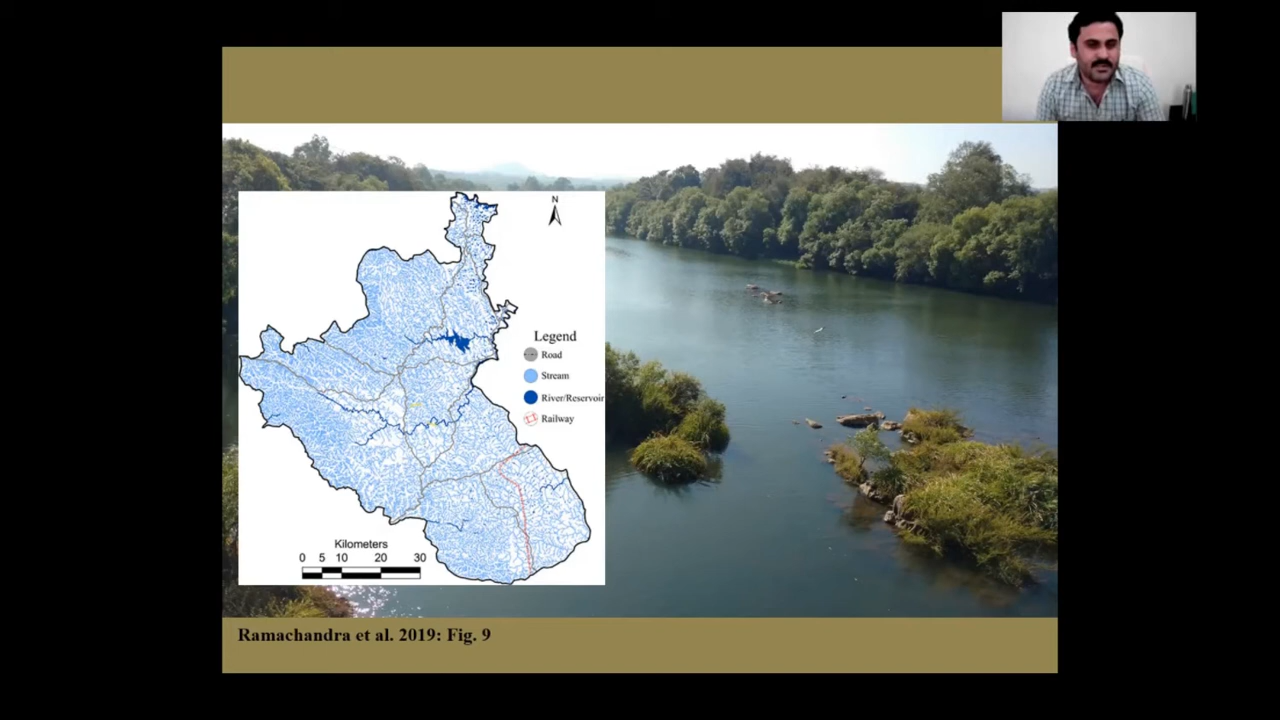 N
Legend
Road
Stream
River/Reservoir
Railway
Kilometers
0 5 10 20 30
Ramachandra et al. 2019: Fig. 9